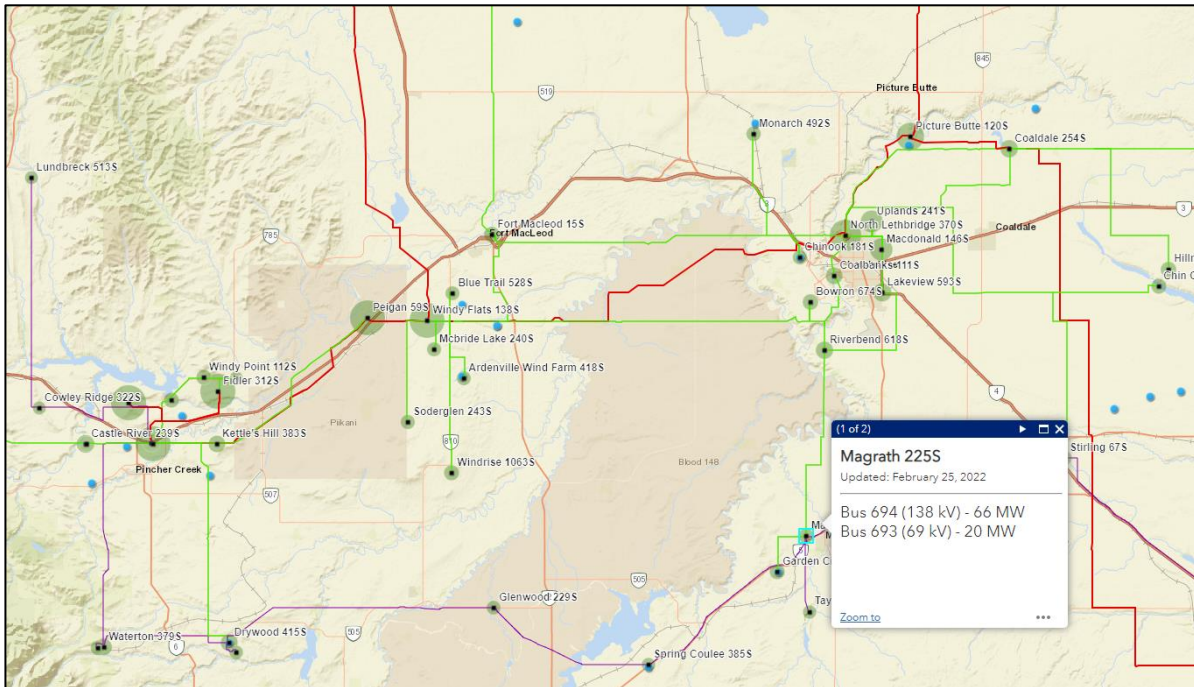 519
845
Picture Butte
Monarch 492S
Picture Butte 120S
Coaldale 254S
Lundbreck 513S
3
3
Uplands 241S
Fort Macleod 15S
Fort MacLeod
North Lethbridge 370S
Coaldale
785
Macdonald 146S
Chinook 181S
Coalbanks 111S
Blue Trail 528S
Bowron 674S
Lakeview 593S
Peigan 59S
Windy Flats 138S
Mcbride Lake 240S
Riverbend 618S
Windy Point 112S
Ardenville Wind Farm 418S
Fidler 312S
4
Cowley Ridge 322S
Soderglen 243S
Piikani
Castle River 239S
Kettle's Hill 383S
810
Stirling 67S
Pincher Creek
Windrise 1063S
Blood 148
507
(1 of 2)
Magrath 225S
Updated: February 25, 2022
Bus 694 (138 kV) - 66 MW
Bus 693 (69 kV) - 20 MW
5
505
Glenwood 229S
505
Zoom to
Waterton 379S
6
Drywood 415S
Spring Coulee 385S